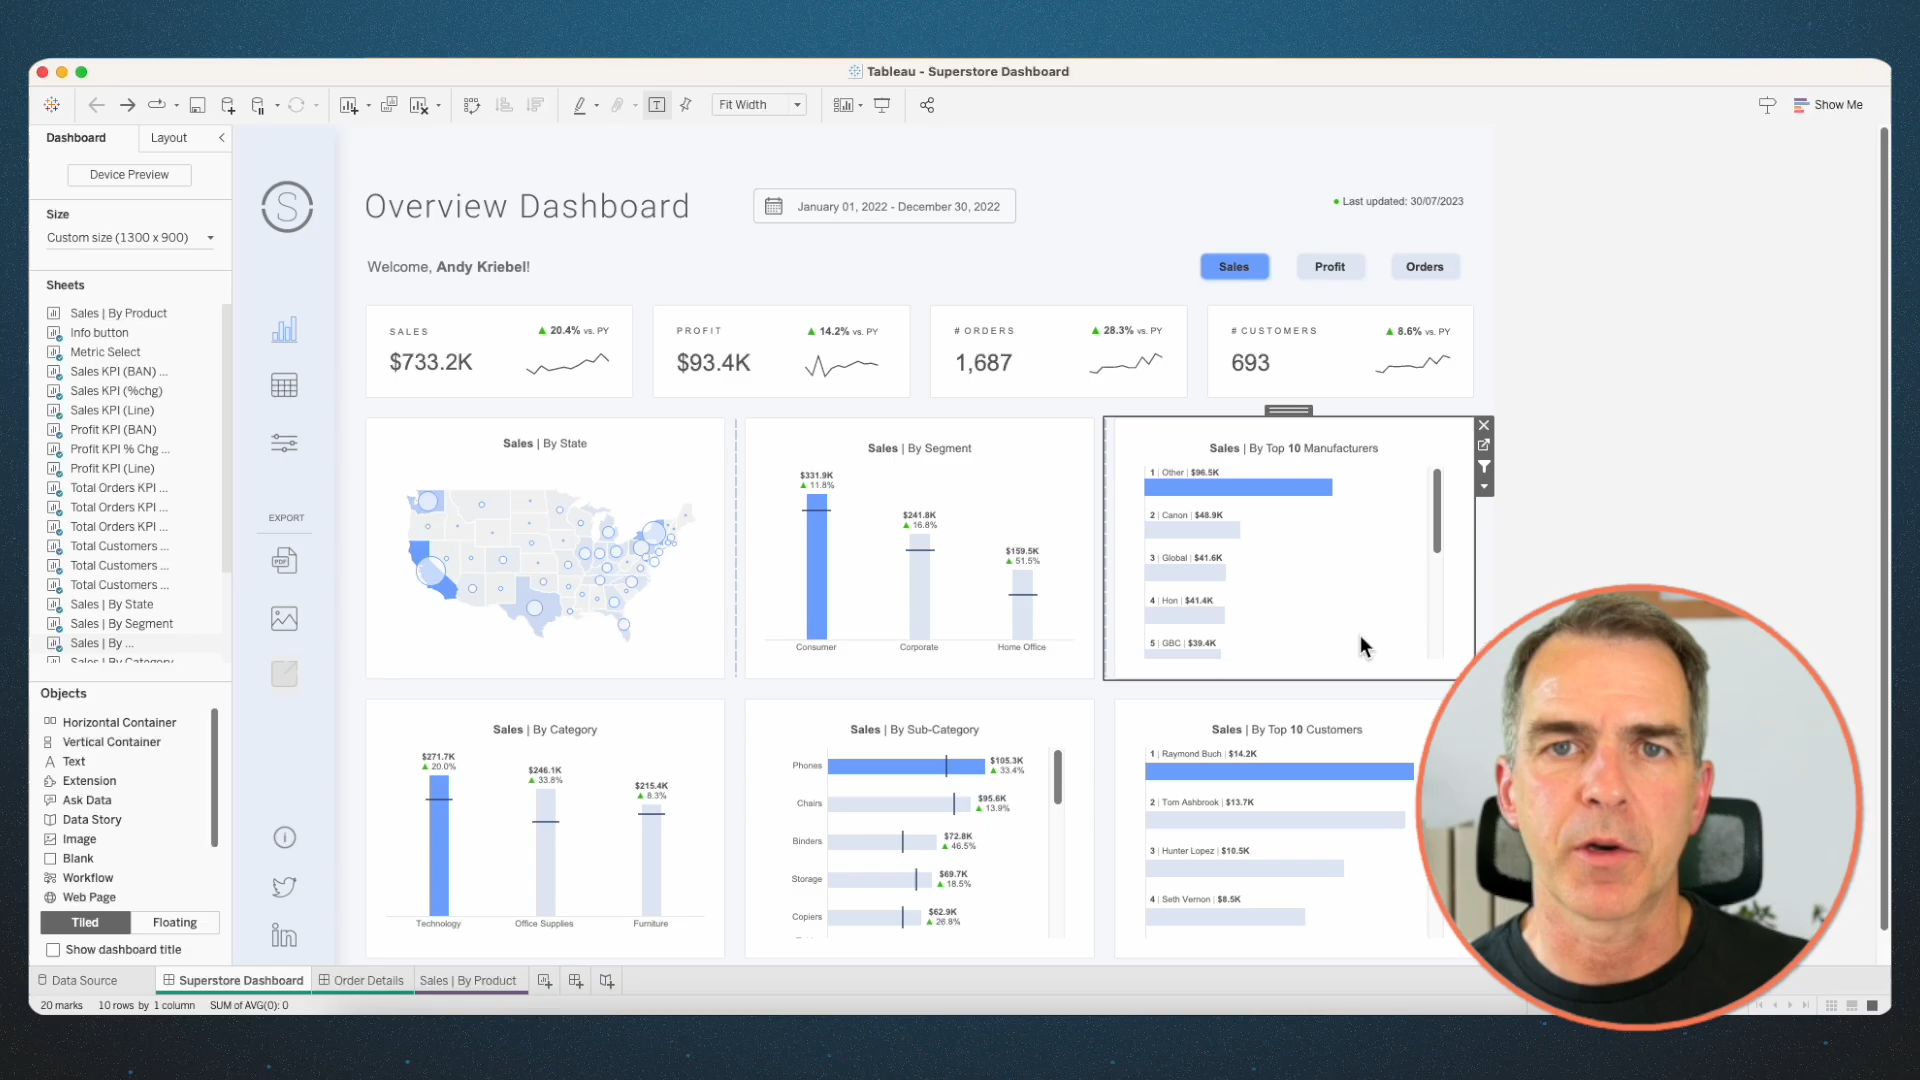 Tableau - Superstore Dashboard
Fit Width
Show Me
Dashboard
Layout
Device Preview
Size
Custom size (1300 x 900)
Sheets
Sales | By Product
Info button
Metric Select
Sales KPI (BAN) ...
Sales KPI (%chg)
Sales KPI (Line)
Profit KPI (BAN)
Profit KPI % Chg ...
Profit KPI (Line)
Total Orders KPI ...
Total Orders KPI ...
Total Orders KPI ...
Total Customers ...
Total Customers ...
Total Customers ...
Sales | By State
Sales | By Segment
Sales | By ...
Sales | By Category
Objects
Horizontal Container
Vertical Container
Text
Extension
Ask Data
Data Story
Image
Blank
Workflow
Web Page
Tiled
Floating
Show dashboard title
S
EXPORT
PDF
Overview Dashboard
January 01, 2022 - December 30, 2022
Last updated: 30/07/2023
Welcome, Andy Kriebel!
Sales
Profit
Orders
SALES
▲ 20.4% vs. PY
$733.2K
PROFIT
▲ 14.2% vs. PY
$93.4K
# ORDERS
▲ 28.3% vs. PY
1,687
# CUSTOMERS
▲ 8.6% vs. PY
693
Sales | By State
Sales | By Segment
$331.9K
▲ 11.8%
$241.8K
▲ 16.8%
$159.5K
▲ 51.5%
Consumer
Corporate
Home Office
Sales | By Top 10 Manufacturers
1 | Other | $96.5K
2 | Canon | $48.9K
3 | Global | $41.6K
4 | Hon | $41.4K
5 | GBC | $39.4K
Sales | By Category
$271.7K
▲ 20.0%
$246.1K
▲ 33.8%
$215.4K
▲ 8.3%
Technology
Office Supplies
Furniture
Sales | By Sub-Category
Phones
$105.3K
▲ 33.4%
Chairs
$95.6K
▲ 13.9%
Binders
$72.8K
▲ 46.5%
Storage
$69.7K
▲ 18.5%
Copiers
$62.9K
▲ 26.8%
Sales | By Top 10 Customers
1 | Raymond Buch | $14.2K
2 | Tom Ashbrook | $13.7K
3 | Hunter Lopez | $10.5K
4 | Seth Vernon | $8.5K
Data Source
Superstore Dashboard
Order Details
Sales | By Product
20 marks
10 rows by 1 column
SUM of AVG(0): 0